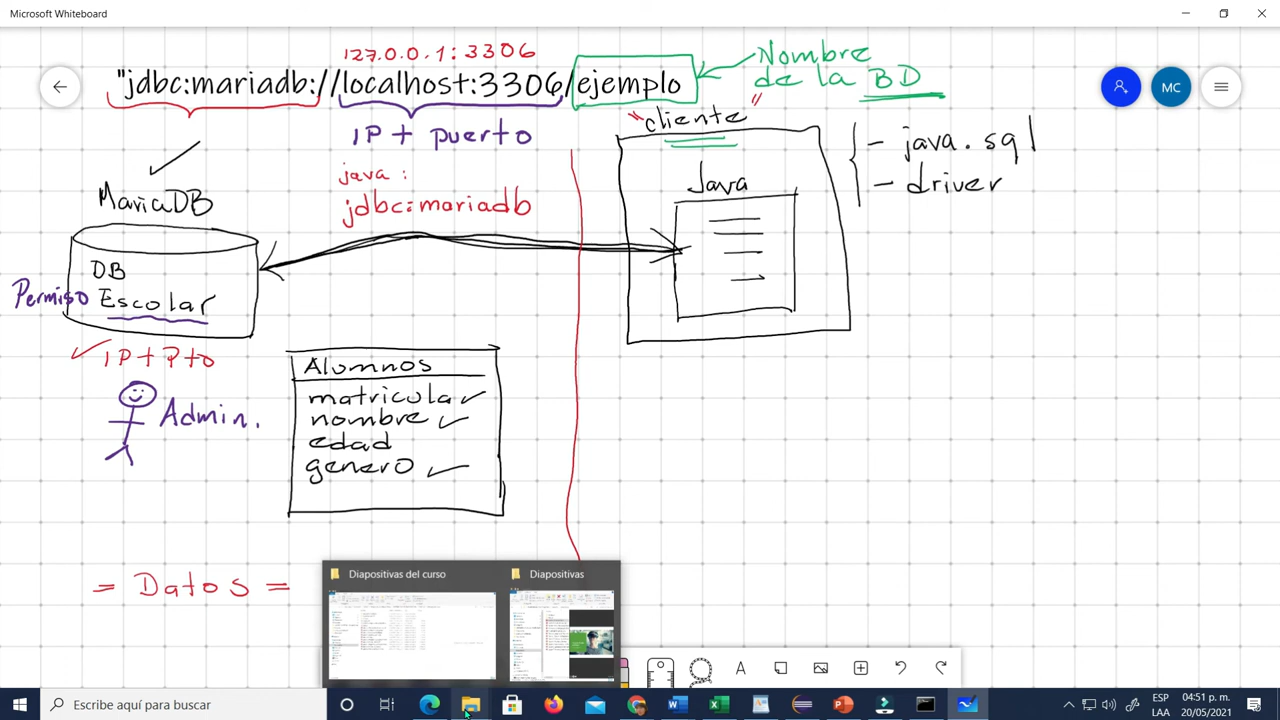 Microsoft Whiteboard
127.0.0.1:3306
"jdbc:mariadb://localhost:3306/ejemplo
Nombre
de la BD
IP + puerto
"cliente"
java:
jdbc:mariadb
Java
- java.sql
- driver
MariaDB
DB
Permiso Escolar
IP + Pto
Admin.
Alumnos
matricula
nombre
edad
genero
= Datos =
Diapositivas del curso
Diapositivas
MC
A
Escribe aquí para buscar
ESP
LAA
04:51 p. m.
20/05/2021